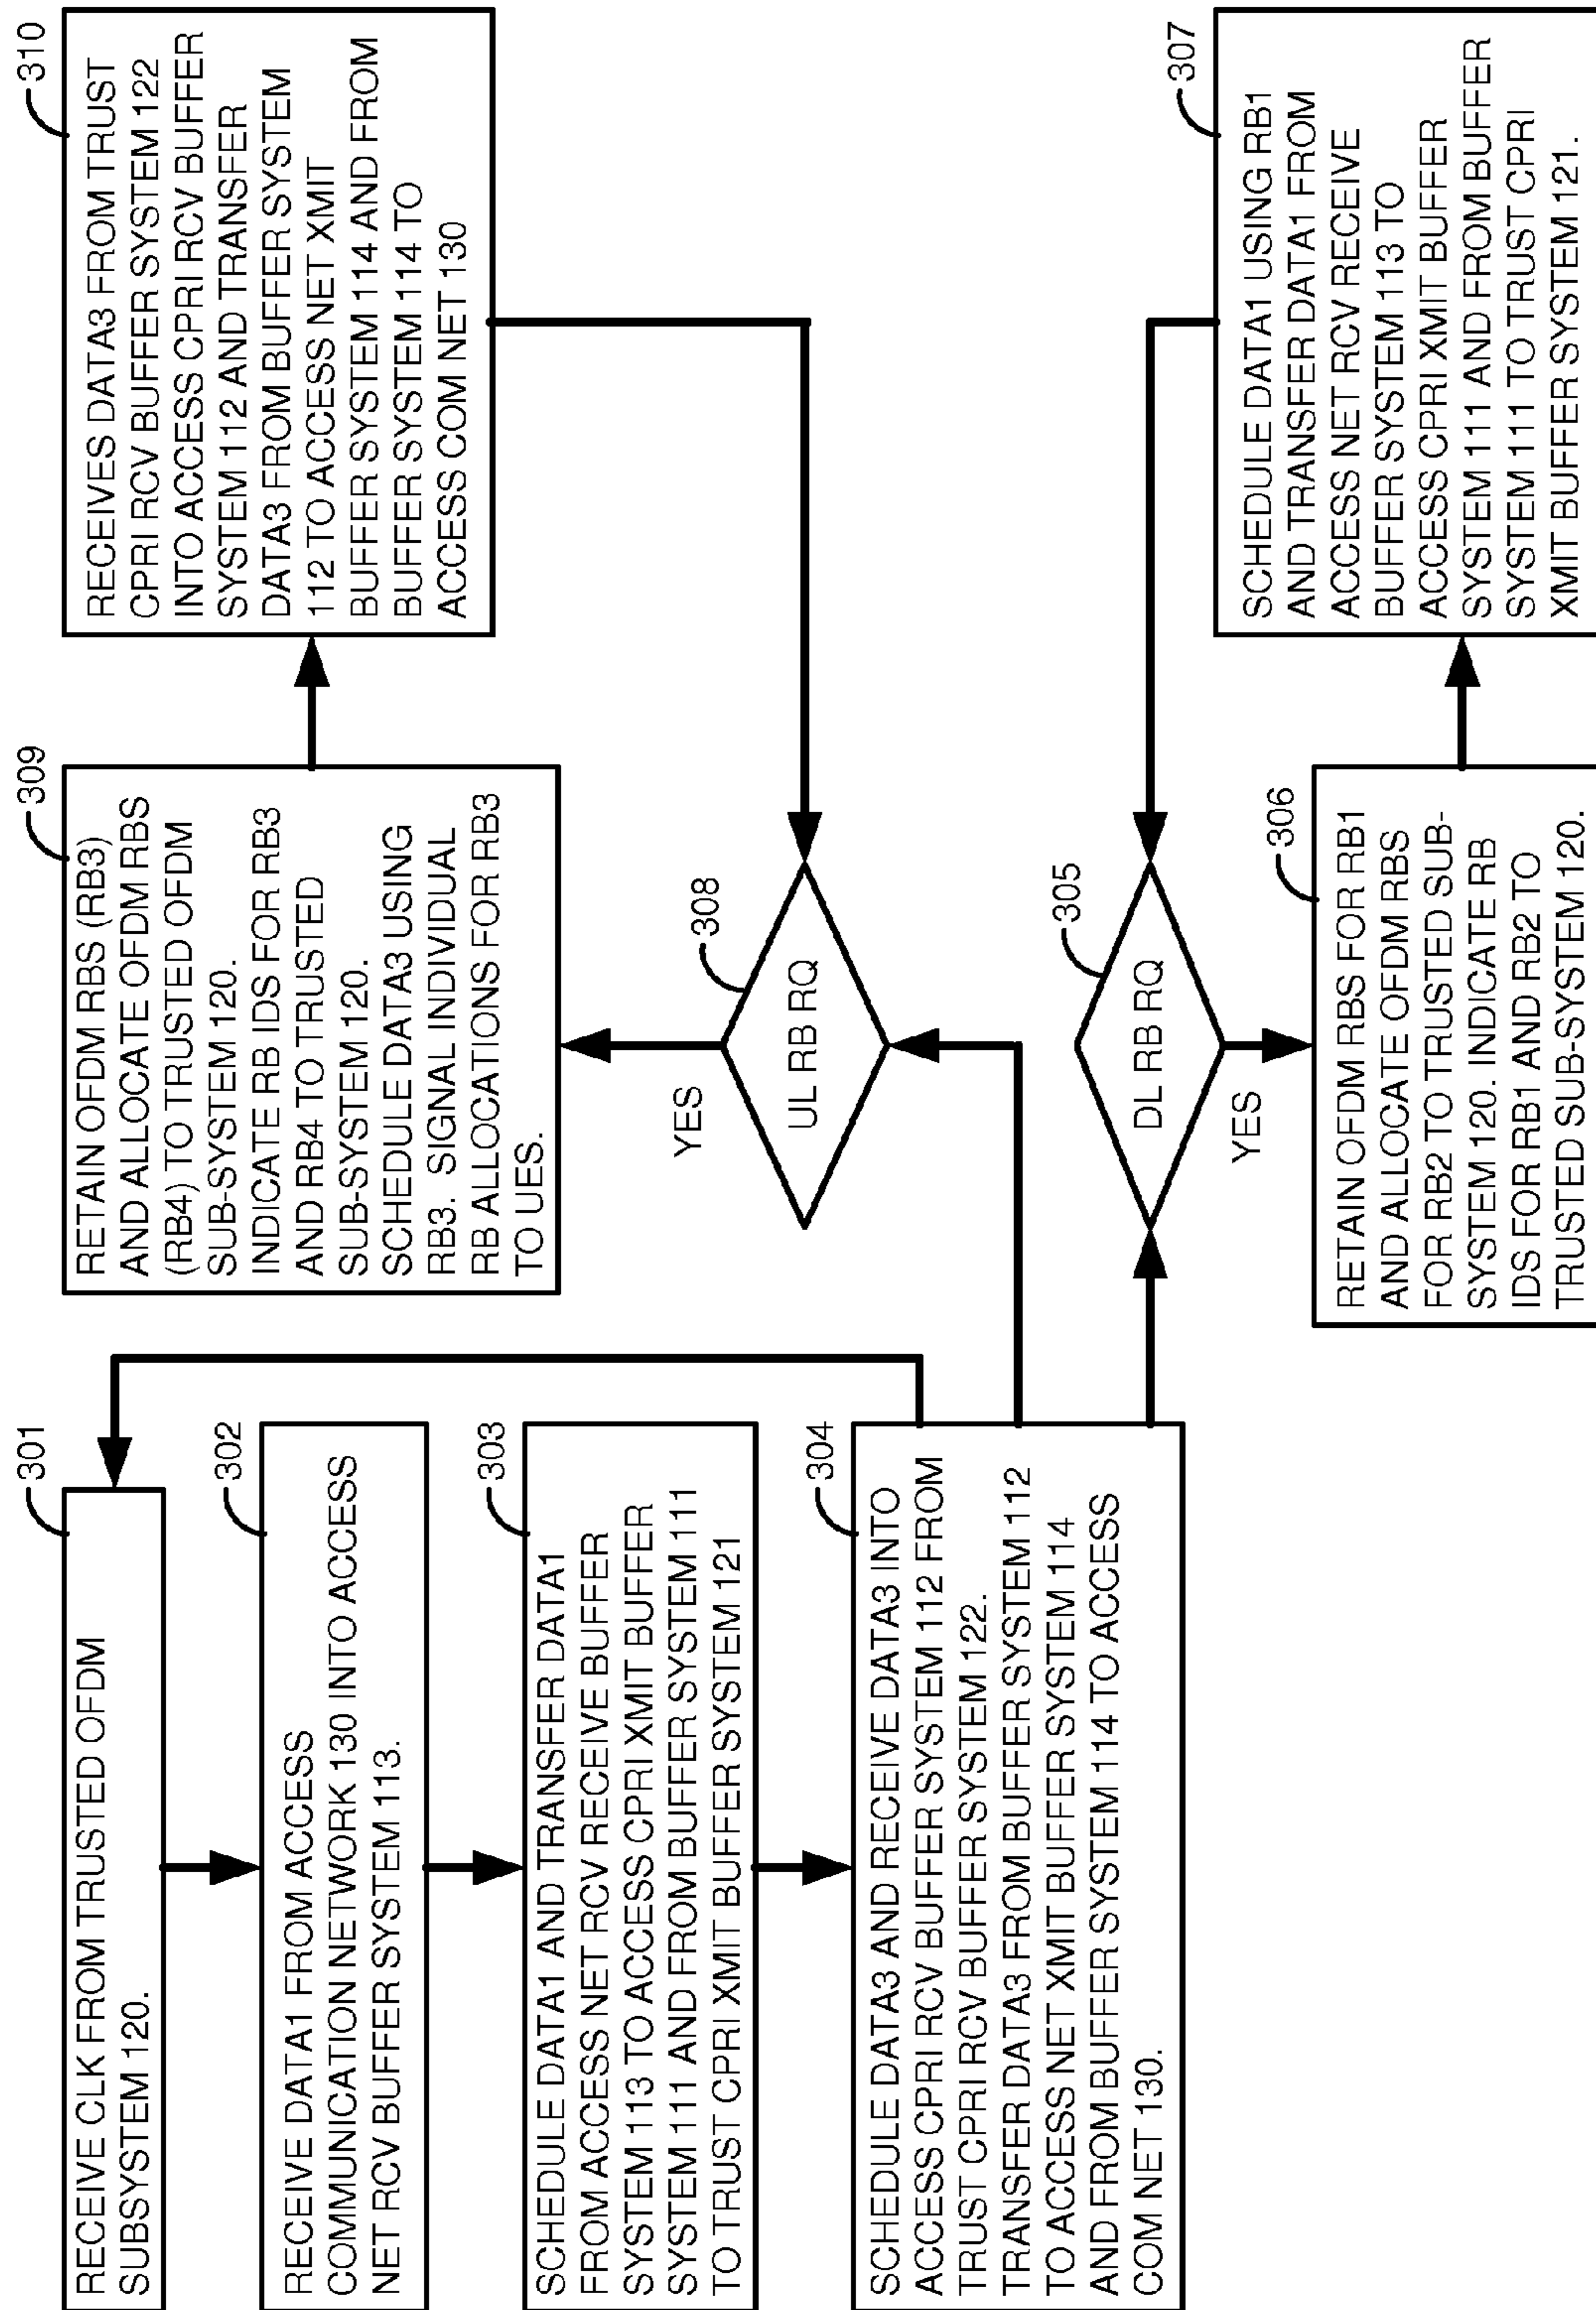 301
RECEIVE CLK FROM TRUSTED OFDM
SUBSYSTEM 120.
302
RECEIVE DATA1 FROM ACCESS
COMMUNICATION NETWORK 130 INTO ACCESS
NET RCV BUFFER SYSTEM 113.
303
SCHEDULE DATA1 AND TRANSFER DATA1
FROM ACCESS NET RCV RECEIVE BUFFER
SYSTEM 113 TO ACCESS CPRI XMIT BUFFER
SYSTEM 111 AND FROM BUFFER SYSTEM 111
TO TRUST CPRI XMIT BUFFER SYSTEM 121
304
SCHEDULE DATA3 AND RECEIVE DATA3 INTO
ACCESS CPRI RCV BUFFER SYSTEM 112 FROM
TRUST CPRI RCV BUFFER SYSTEM 122.
TRANSFER DATA3 FROM BUFFER SYSTEM 112
TO ACCESS NET XMIT BUFFER SYSTEM 114
AND FROM BUFFER SYSTEM 114 TO ACCESS
COM NET 130.
309
RETAIN OFDM RBS (RB3)
AND ALLOCATE OFDM RBS
(RB4) TO TRUSTED OFDM
SUB-SYSTEM 120.
INDICATE RB IDS FOR RB3
AND RB4 TO TRUSTED
SUB-SYSTEM 120.
SCHEDULE DATA3 USING
RB3. SIGNAL INDIVIDUAL
RB ALLOCATIONS FOR RB3
TO UES.
YES
308
UL RB RQ
305
DL RB RQ
YES
306
RETAIN OFDM RBS FOR RB1
AND ALLOCATE OFDM RBS
FOR RB2 TO TRUSTED SUB-
SYSTEM 120. INDICATE RB
IDS FOR RB1 AND RB2 TO
TRUSTED SUB-SYSTEM 120.
310
RECEIVES DATA3 FROM TRUST
CPRI RCV BUFFER SYSTEM 122
INTO ACCESS CPRI RCV BUFFER
SYSTEM 112 AND TRANSFER
DATA3 FROM BUFFER SYSTEM
112 TO ACCESS NET XMIT
BUFFER SYSTEM 114 AND FROM
BUFFER SYSTEM 114 TO
ACCESS COM NET 130
307
SCHEDULE DATA1 USING RB1
AND TRANSFER DATA1 FROM
ACCESS NET RCV RECEIVE
BUFFER SYSTEM 113 TO
ACCESS CPRI XMIT BUFFER
SYSTEM 111 AND FROM BUFFER
SYSTEM 111 TO TRUST CPRI
XMIT BUFFER SYSTEM 121.